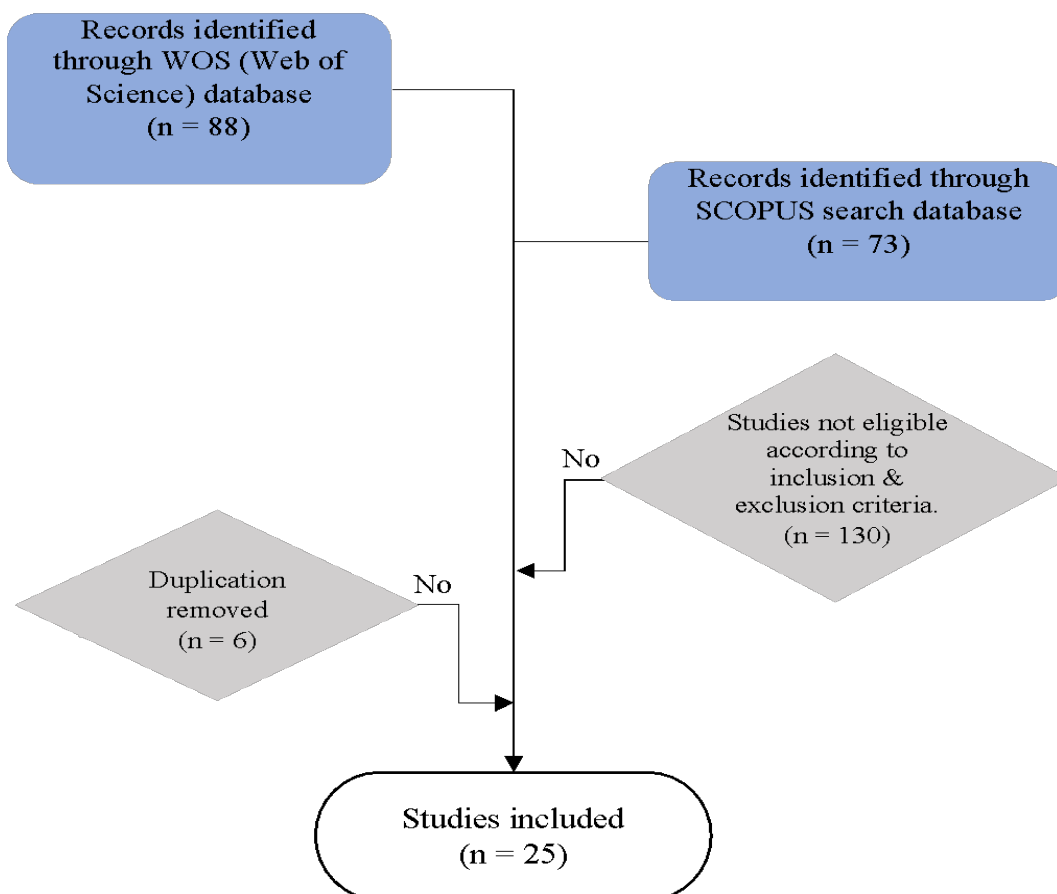 Records identified
through WOS (Web of
Science) database
(n = 88)
Records identified through
SCOPUS search database
(n = 73)
Studies not eligible
according to
inclusion &
exclusion criteria.
(n = 130)
No
Duplication
removed
(n = 6)
No
Studies included
(n = 25)